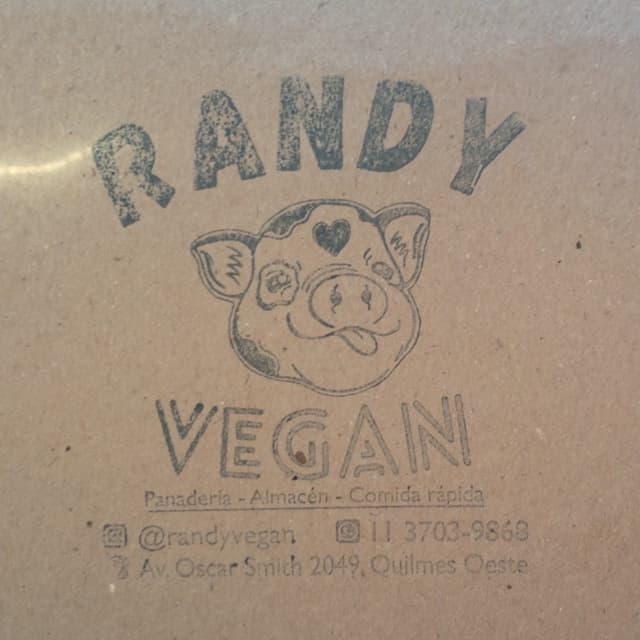 RANDY
VEGAN
Panadería - Almacén - Comida rápida
@randyvegan 11 3703-9868
Av. Oscar Smith 2049, Quilmes Oeste